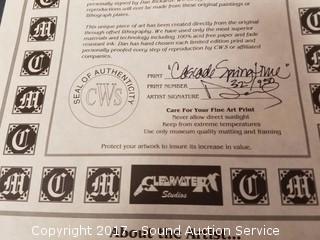 personally signed by Dan
reproductions will not be made from these original paintings or
lithograph plates.
This unique piece of art has been created directly from the original
through offset lithography. We have used only the most superior
materials and technology including 100% acid free paper and fade
resistant ink. Dan has hand chosen each limited edition print and
personally proofed every step of reproduction by CWS or affiliated
companies.
SEAL OF AUTHENTICITY
CWS
PRINT "Cascade Springtime"
PRINT NUMBER
ARTIST SIGNATURE
Care For Your Fine Art Print
Never allow direct sunlight
Keep from extreme temperatures
Use only museum quality matting and framing
Protect your artwork to insure its increase in value.
CLEARWATER
Studios
About the Artist...
Copyright 2017 - Sound Auction Service